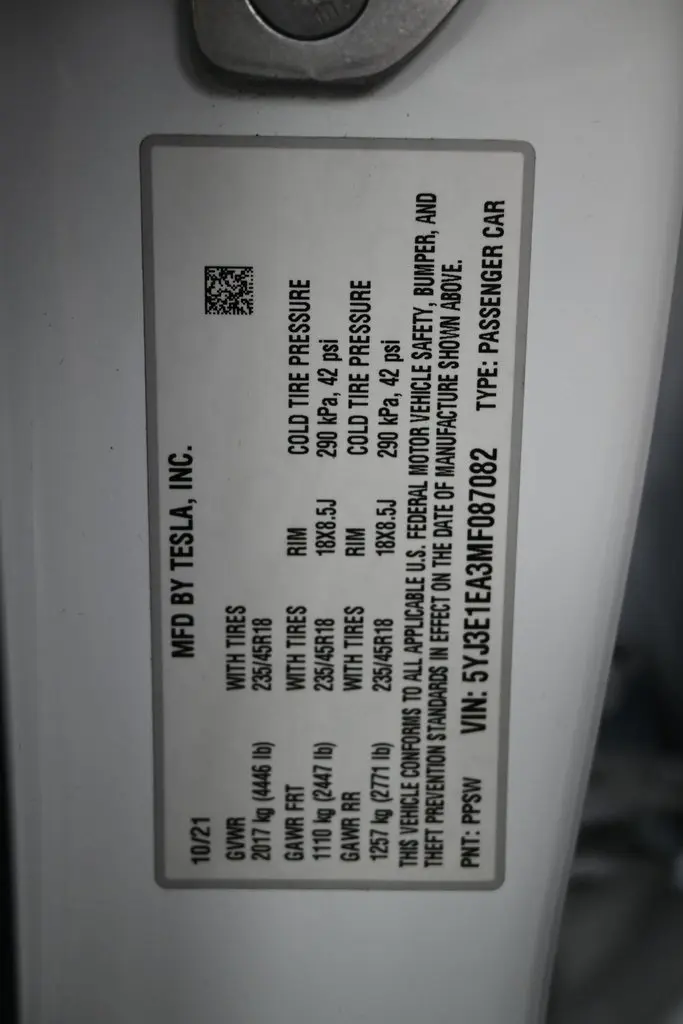 MFD BY TESLA, INC.
10/21
GVWR WITH TIRES
2017 kg (4446 lb) 235/45R18
GAWR FRT WITH TIRES RIM COLD TIRE PRESSURE
1110 kg (2447 lb) 235/45R18 18X8.5J 290 kPa, 42 psi
GAWR RR WITH TIRES RIM COLD TIRE PRESSURE
1257 kg (2771 lb) 235/45R18 18X8.5J 290 kPa, 42 psi
THIS VEHICLE CONFORMS TO ALL APPLICABLE U.S. FEDERAL MOTOR VEHICLE SAFETY, BUMPER, AND
THEFT PREVENTION STANDARDS IN EFFECT ON THE DATE OF MANUFACTURE SHOWN ABOVE.
PNT: PPSW VIN: 5YJ3E1EA3MF087082 TYPE: PASSENGER CAR